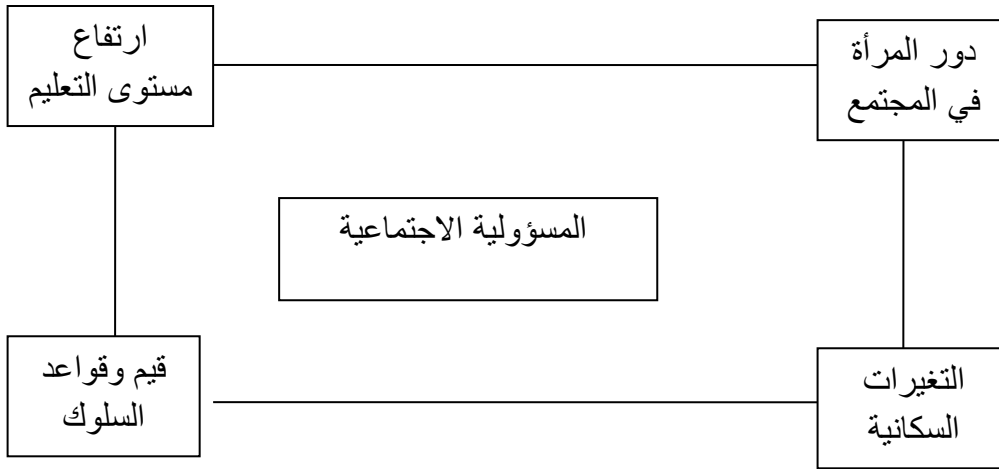 دور المرأة
في المجتمع
ارتفاع
مستوى التعليم
المسؤولية الاجتماعية
التغيرات
السكانية
قيم وقواعد
السلوك